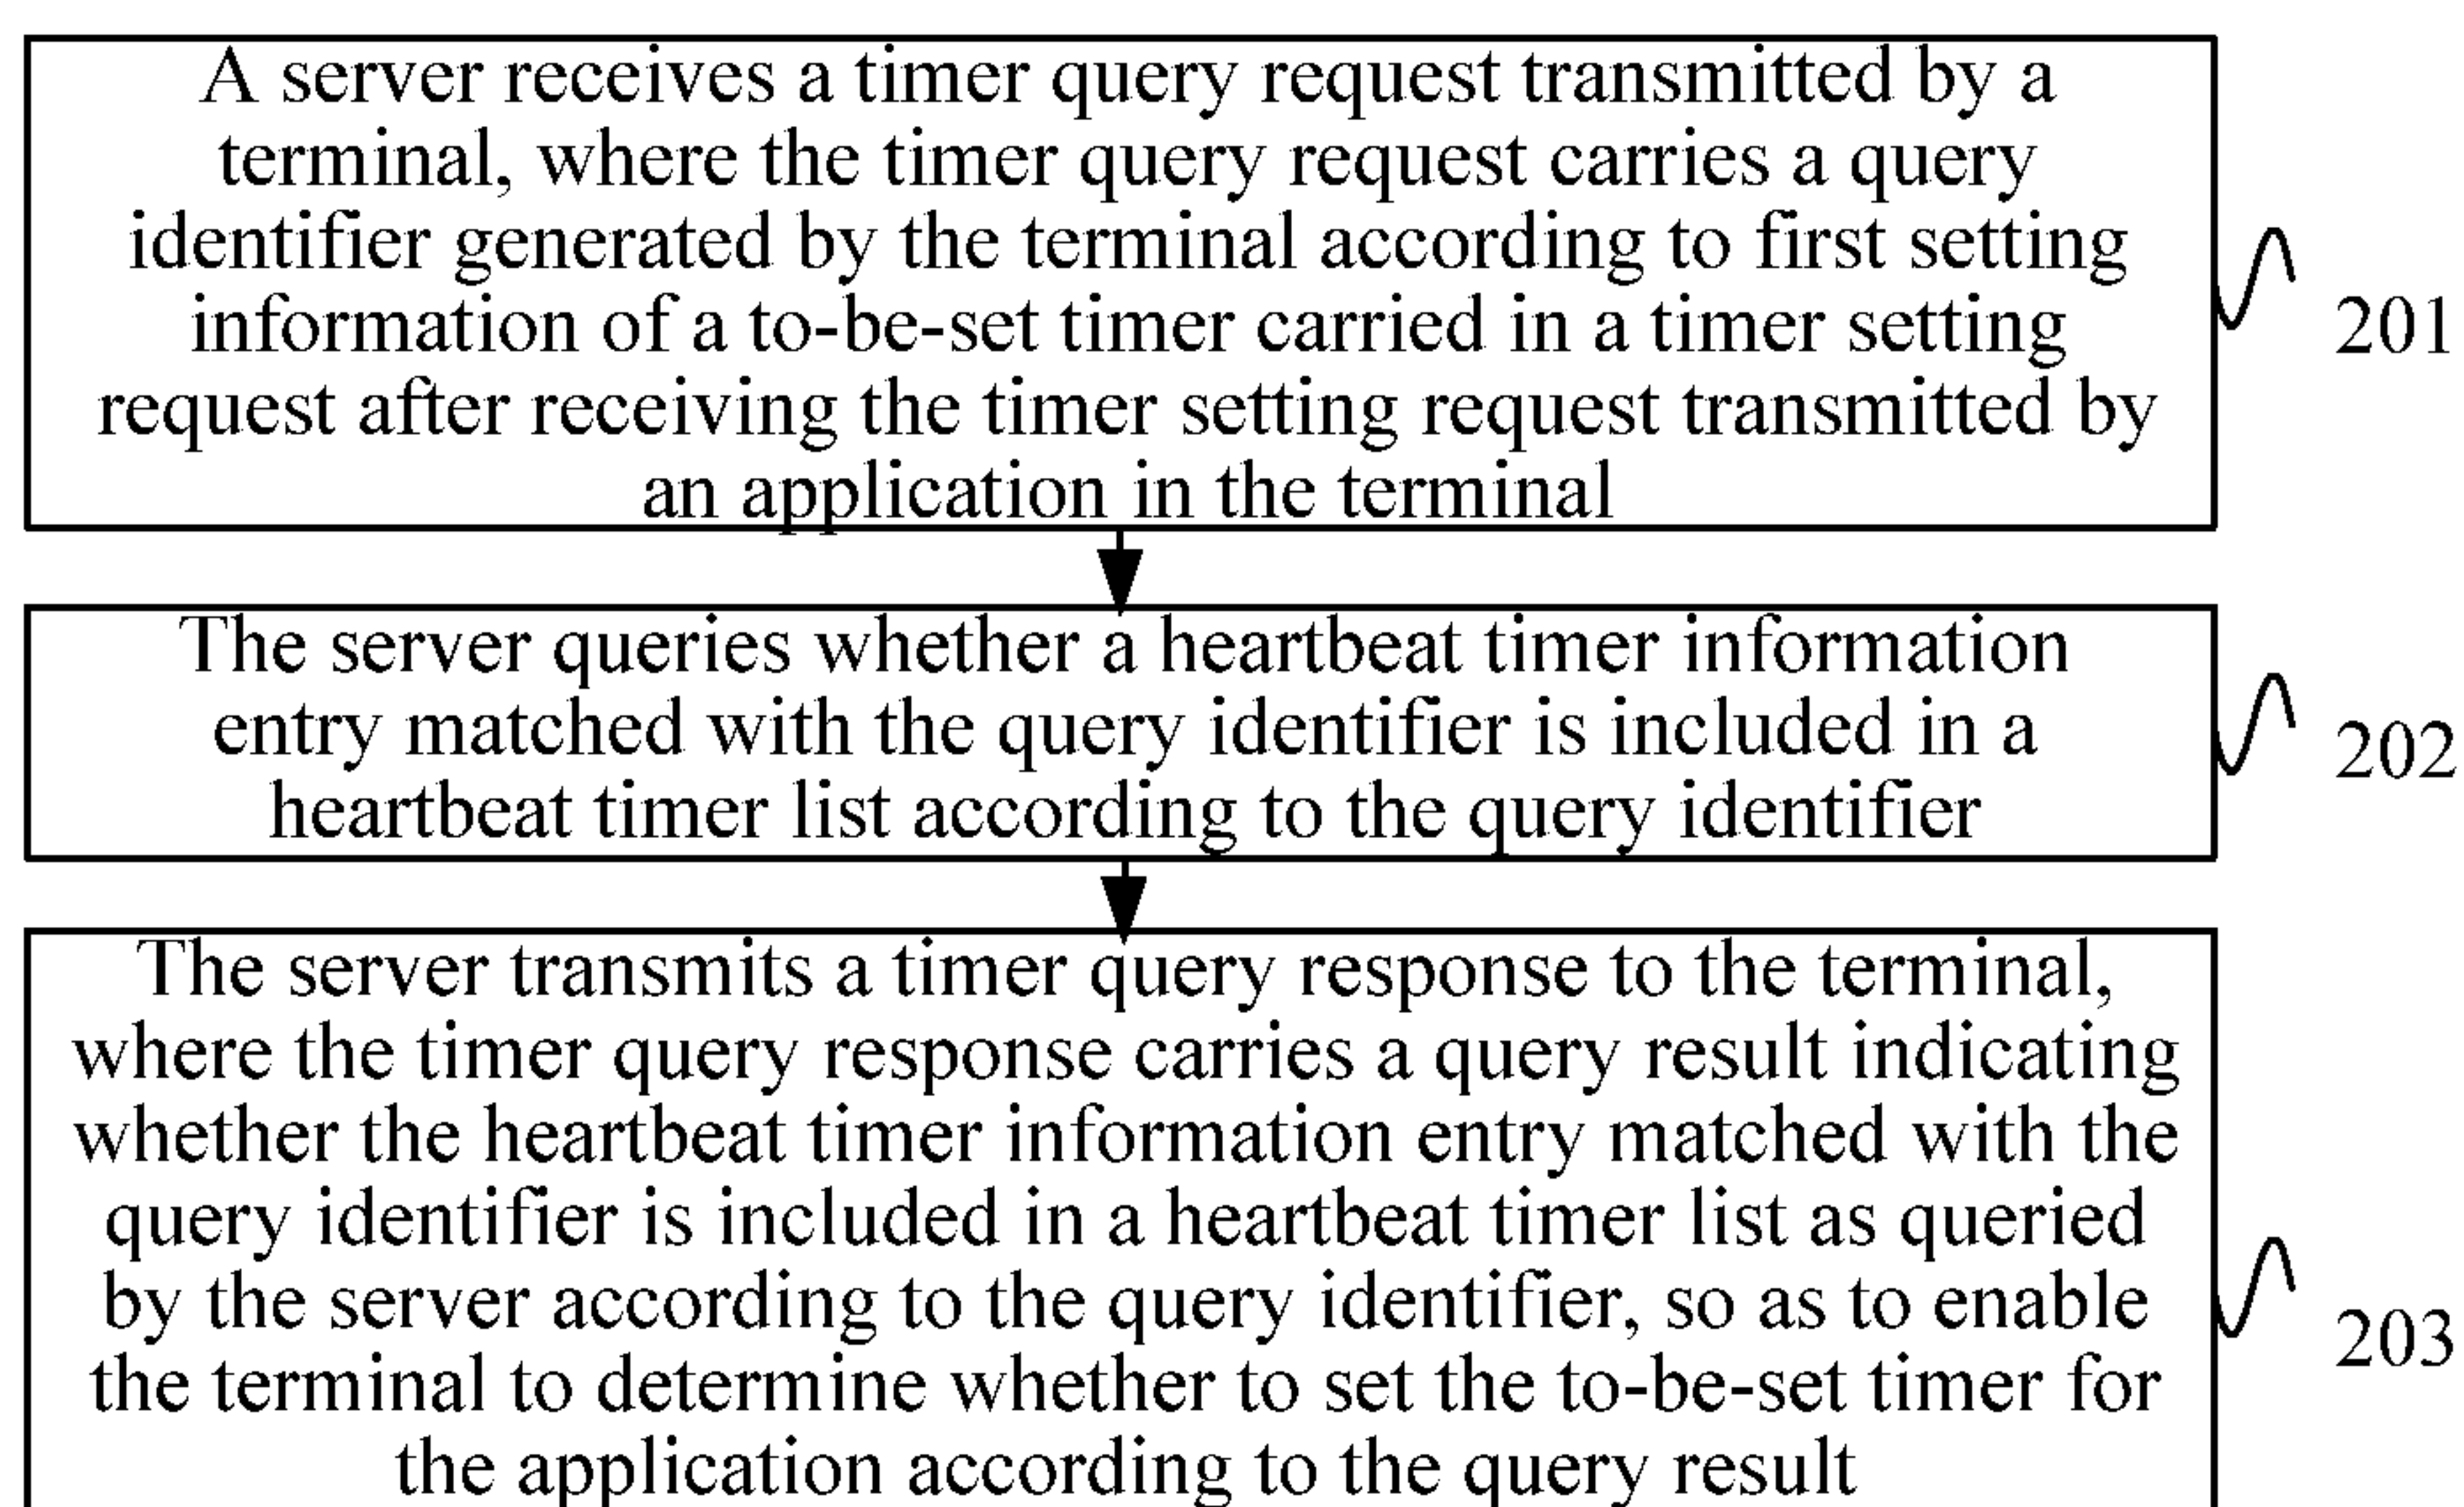 A server receives a timer query request transmitted by a
terminal, where the timer query request carries a query
identifier generated by the terminal according to first setting
information of a to-be-set timer carried in a timer setting
request after receiving the timer setting request transmitted by
an application in the terminal
201
The server queries whether a heartbeat timer information
entry matched with the query identifier is included in a
heartbeat timer list according to the query identifier
202
The server transmits a timer query response to the terminal,
where the timer query response carries a query result indicating
whether the heartbeat timer information entry matched with the
query identifier is included in a heartbeat timer list as queried
by the server according to the query identifier, so as to enable
the terminal to determine whether to set the to-be-set timer for
the application according to the query result
203